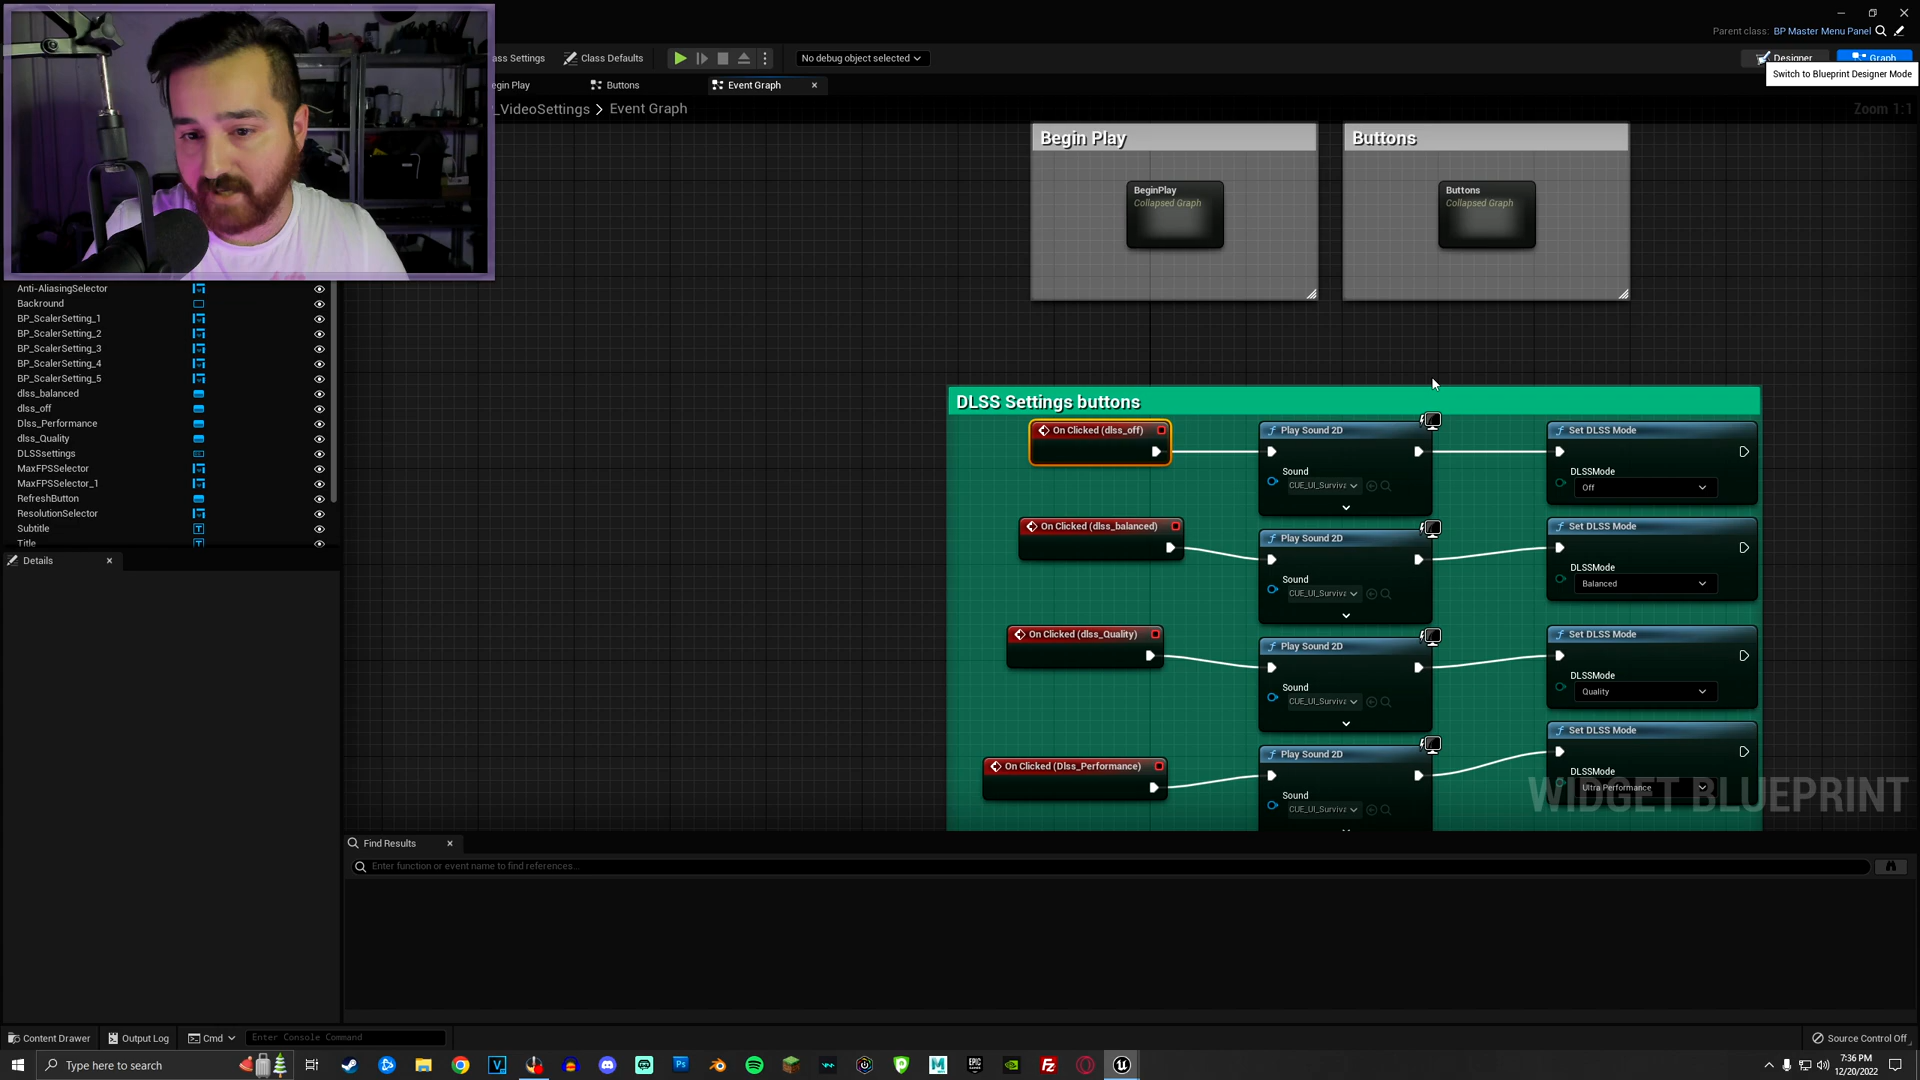 Parent class: BP Master Menu Panel
ass Settings
Class Defaults
No debug object selected
Designer
Graph
Switch to Blueprint Designer Mode
egin Play
Buttons
Event Graph
_VideoSettings > Event Graph
Zoom 1:1
Begin Play
BeginPlay
Collapsed Graph
Buttons
Buttons
Collapsed Graph
Anti-AliasingSelector
Backround
BP_ScalerSetting_1
BP_ScalerSetting_2
BP_ScalerSetting_3
BP_ScalerSetting_4
BP_ScalerSetting_5
dlss_balanced
dlss_off
Dlss_Performance
dlss_Quality
DLSSsettings
MaxFPSSelector
MaxFPSSelector_1
RefreshButton
ResolutionSelector
Subtitle
Title
Details
DLSS Settings buttons
On Clicked (dlss_off)
Play Sound 2D
Sound
CUE_UI_Surviva
Set DLSS Mode
DLSSMode
Off
On Clicked (dlss_balanced)
Play Sound 2D
Sound
CUE_UI_Surviva
Set DLSS Mode
DLSSMode
Balanced
On Clicked (dlss_Quality)
Play Sound 2D
Sound
CUE_UI_Surviva
Set DLSS Mode
DLSSMode
Quality
On Clicked (Dlss_Performance)
Play Sound 2D
Sound
CUE_UI_Surviva
Set DLSS Mode
DLSSMode
Ultra Performance
WIDGET BLUEPRINT
Find Results
Enter function or event name to find references...
Content Drawer
Output Log
Cmd
Enter Console Command
Source Control Off
Type here to search
7:36 PM
12/20/2022